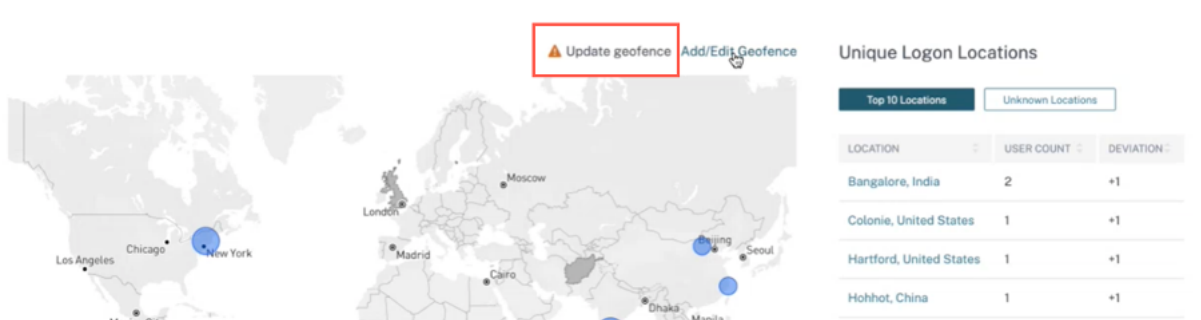 Update geofence
Add/Edit Geofence
Unique Logon Locations
Top 10 Locations
Unknown Locations
LOCATION
USER COUNT
DEVIATION
Bangalore, India
2
+1
Colonie, United States
1
+1
Hartford, United States
1
+1
Hohhot, China
1
+1
Moscow
London
Chicago
New York
Los Angeles
Madrid
Beijing
Seoul
Cairo
Dhaka
Manila